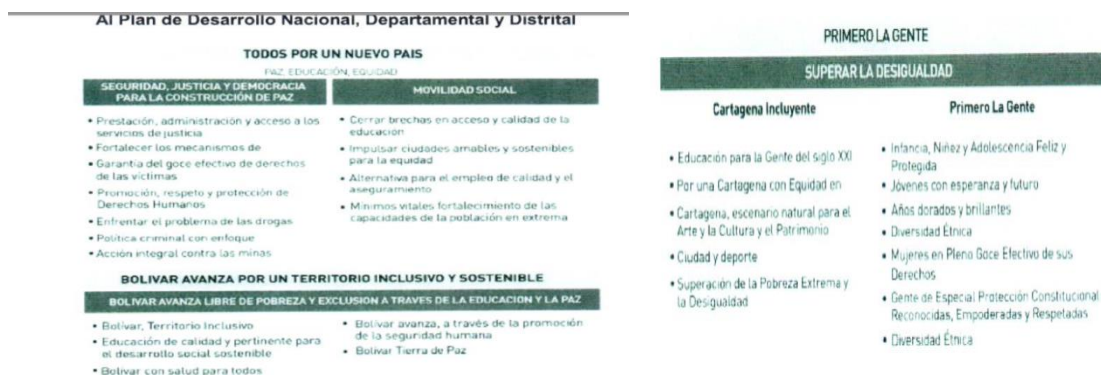 Al Plan de Desarrollo Nacional, Departamental y Distrital
TODOS POR UN NUEVO PAIS
PAZ, EDUCACIÓN, EQUIDAD
SEGURIDAD, JUSTICIA Y DEMOCRACIA
PARA LA CONSTRUCCIÓN DE PAZ
• Prestación, administración y acceso a los
servicios de justicia
• Fortalecer los mecanismos de
• Garantía del goce efectivo de derechos
de las víctimas
• Promoción, respeto y protección de
Derechos Humanos
• Enfrentar el problema de las drogas
• Política criminal con enfoque
• Acción integral contra las minas
MOVILIDAD SOCIAL
• Cerrar brechas en acceso y calidad de la
educación
• Impulsar ciudades amables y sostenibles
para la equidad
• Alternativa para el empleo de calidad y el
aseguramiento
• Mínimos vitales fortalecimiento de las
capacidades de la población en extrema
BOLIVAR AVANZA POR UN TERRITORIO INCLUSIVO Y SOSTENIBLE
BOLIVAR AVANZA LIBRE DE POBREZA Y EXCLUSION A TRAVES DE LA EDUCACION Y LA PAZ
• Bolívar, Territorio Inclusivo
• Educación de calidad y pertinente para
el desarrollo social sostenible
• Bolivar con salud para todos
• Bolivar avanza, a través de la promoción
de la seguridad humana
• Bolivar Tierra de Paz
PRIMERO LA GENTE
SUPERAR LA DESIGUALDAD
Cartagena Incluyente
• Educación para la Gente del siglo XXI
• Por una Cartagena con Equidad en
• Cartagena, escenario natural para el
Arte y la Cultura y el Patrimonio
• Ciudad y deporte
• Superación de la Pobreza Extrema y
la Desigualdad
Primero La Gente
• Infancia, Niñez y Adolescencia Feliz y
Protegida
• Jóvenes con esperanza y futuro
• Años dorados y brillantes
• Diversidad Étnica
• Mujeres en Pleno Goce Efectivo de sus
Derechos
• Gente de Especial Protección Constitucional
Reconocidas, Empoderadas y Respetadas
• Diversidad Étnica